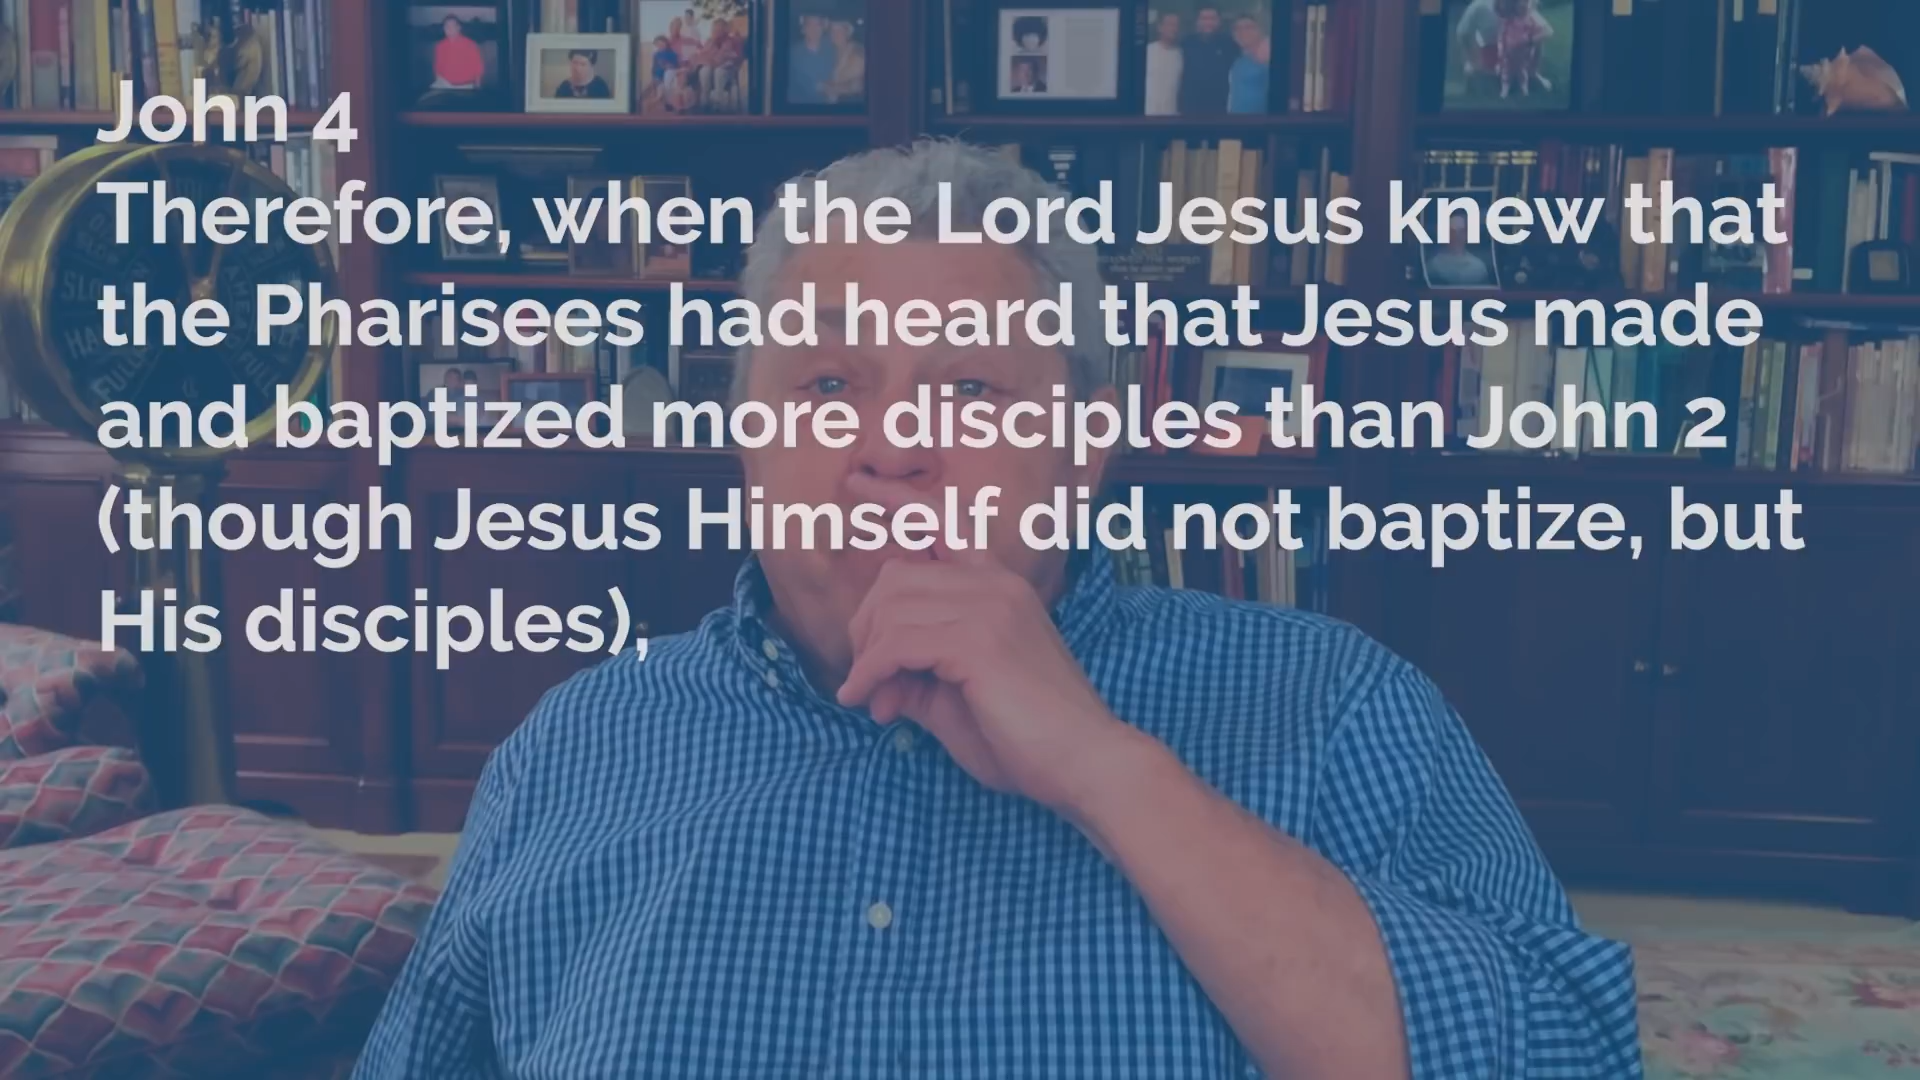 John 4
Therefore, when the Lord Jesus knew that
the Pharisees had heard that Jesus made
and baptized more disciples than John 2
(though Jesus Himself did not baptize, but
His disciples),